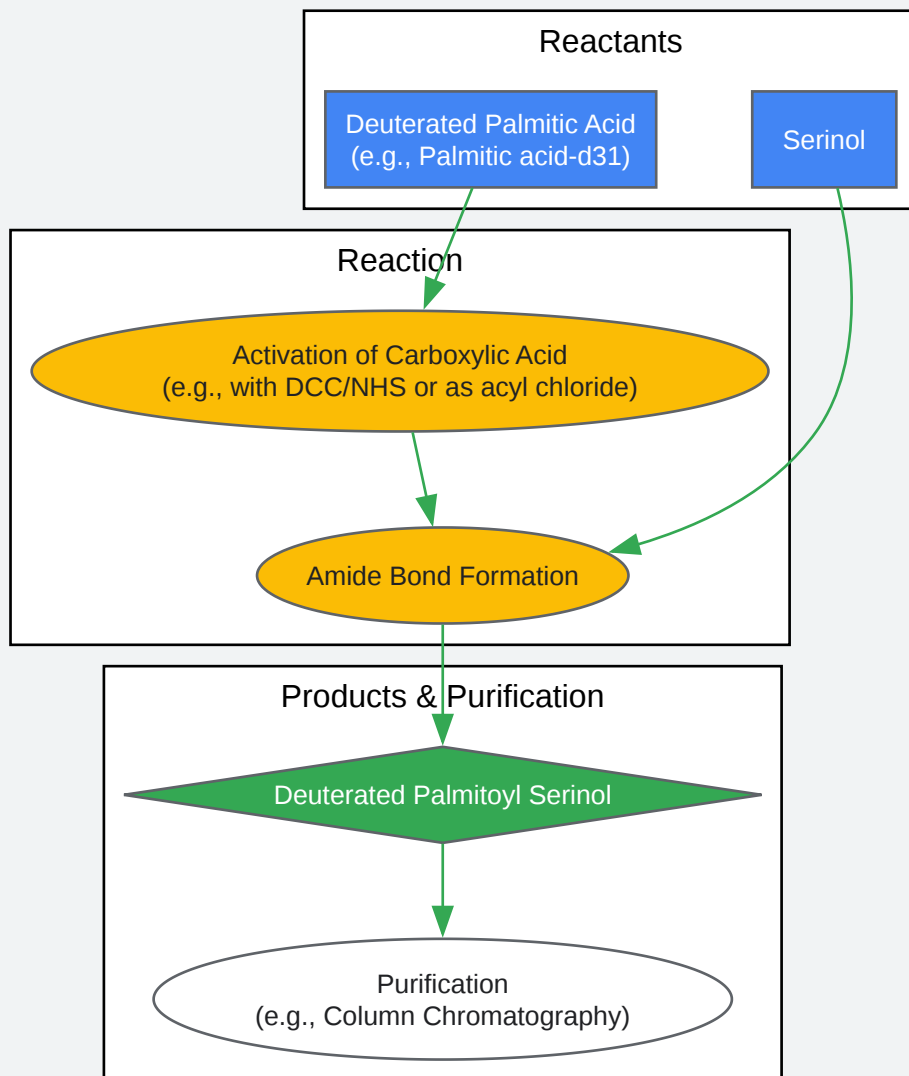 Reactants
Deuterated Palmitic Acid
(e.g., Palmitic acid-d31)
Serinol
Reaction
Activation of Carboxylic Acid
(e.g., with DCC/NHS or as acyl chloride)
Amide Bond Formation
Products & Purification
Deuterated Palmitoyl Serinol
Purification
(e.g., Column Chromatography)